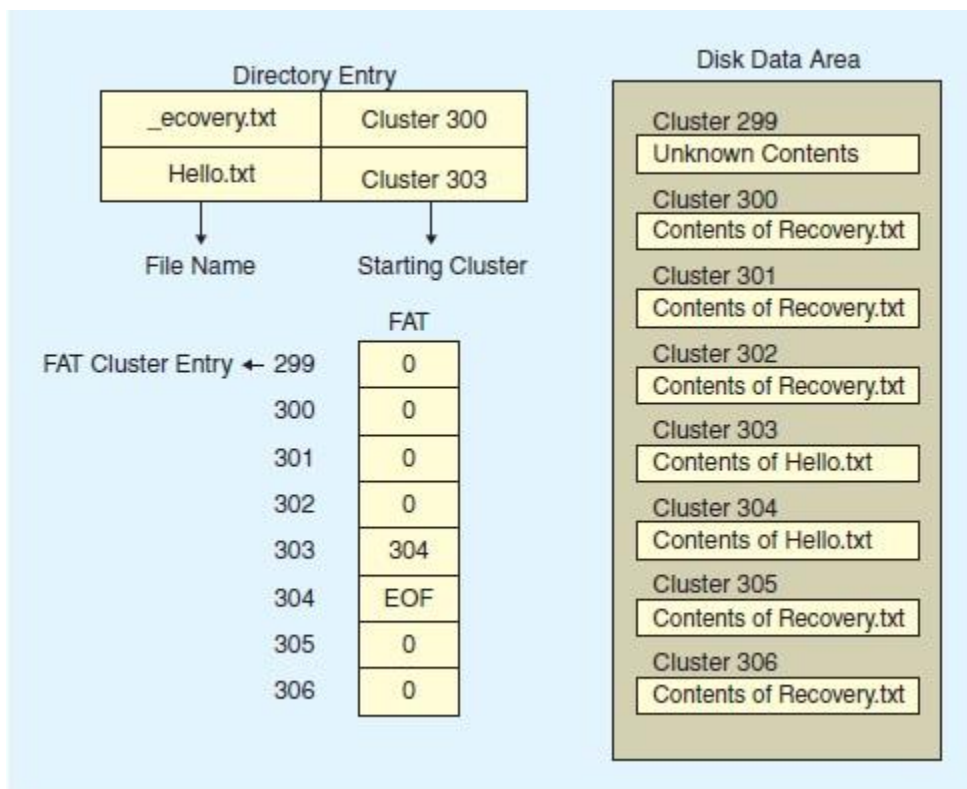 Directory Entry
_ecovery.txt Cluster 300
Hello.txt Cluster 303
File Name Starting Cluster
FAT
FAT Cluster Entry ← 299 0
300 0
301 0
302 0
303 304
304 EOF
305 0
306 0
Disk Data Area
Cluster 299
Unknown Contents
Cluster 300
Contents of Recovery.txt
Cluster 301
Contents of Recovery.txt
Cluster 302
Contents of Recovery.txt
Cluster 303
Contents of Hello.txt
Cluster 304
Contents of Hello.txt
Cluster 305
Contents of Recovery.txt
Cluster 306
Contents of Recovery.txt